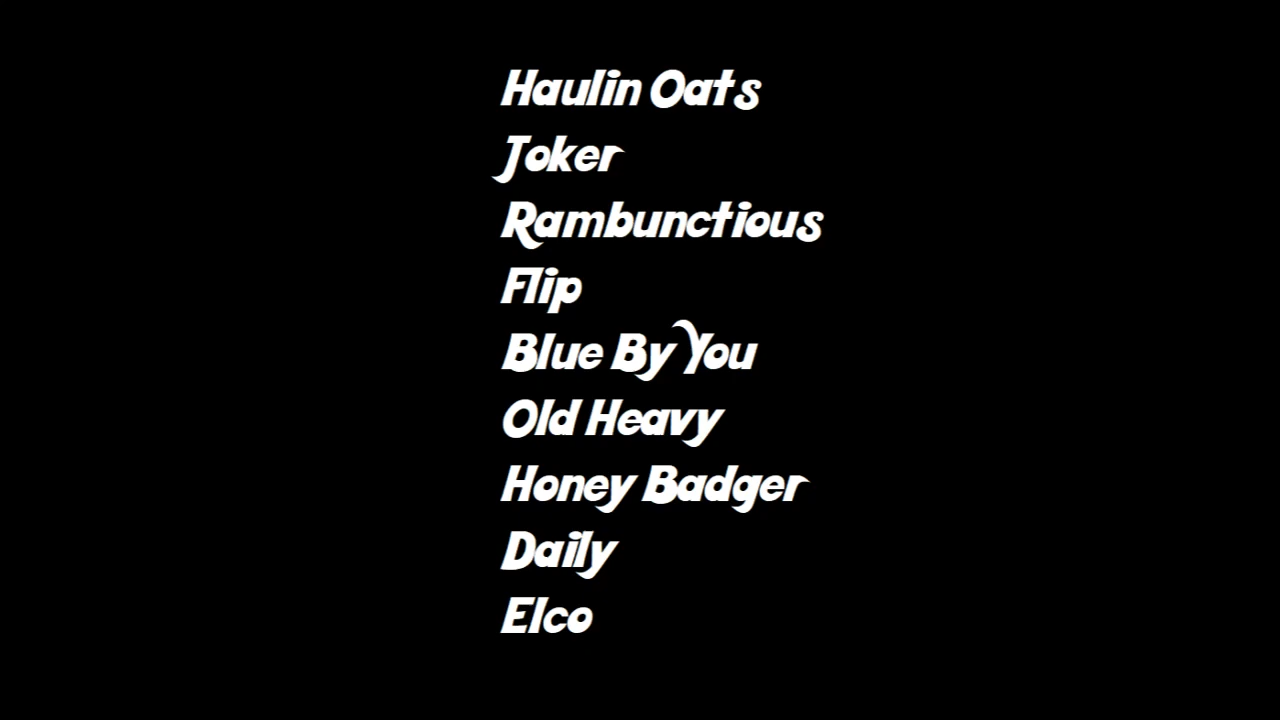 Haulin Oats
Joker
Rambunctious
Flip
Blue By You
Old Heavy
Honey Badger
Daily
Elco